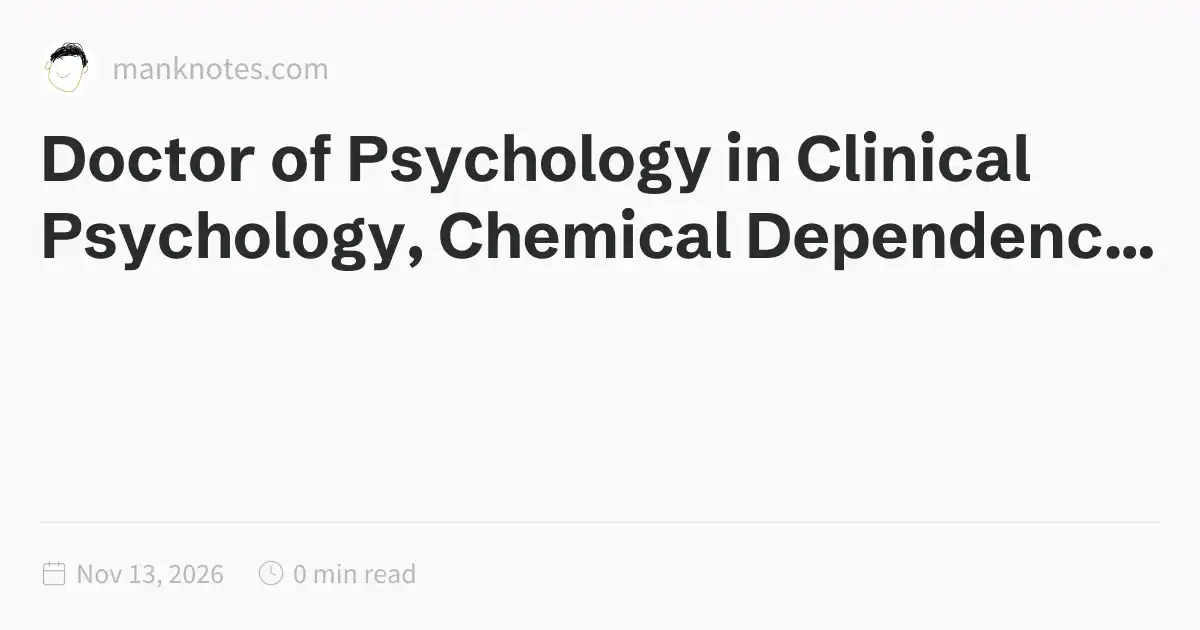 manknotes.com
Doctor of Psychology in Clinical
Psychology, Chemical Dependenc...
Nov 13, 2026 0 min read